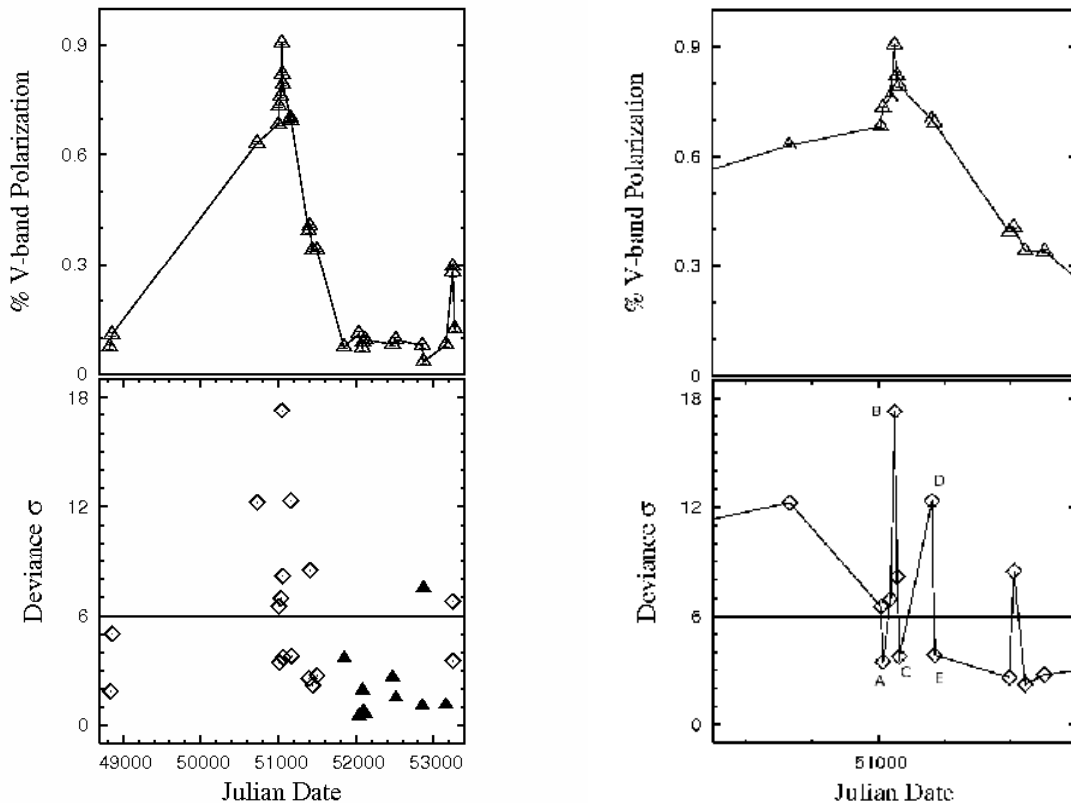 0.9
0.6
0.3
0
% V-band Polarization
18
12
6
0
Deviance σ
49000 50000 51000 52000 53000
Julian Date
0.9
0.6
0.3
0
% V-band Polarization
18
12
6
0
Deviance σ
B
D
A
C
E
51000
Julian Date